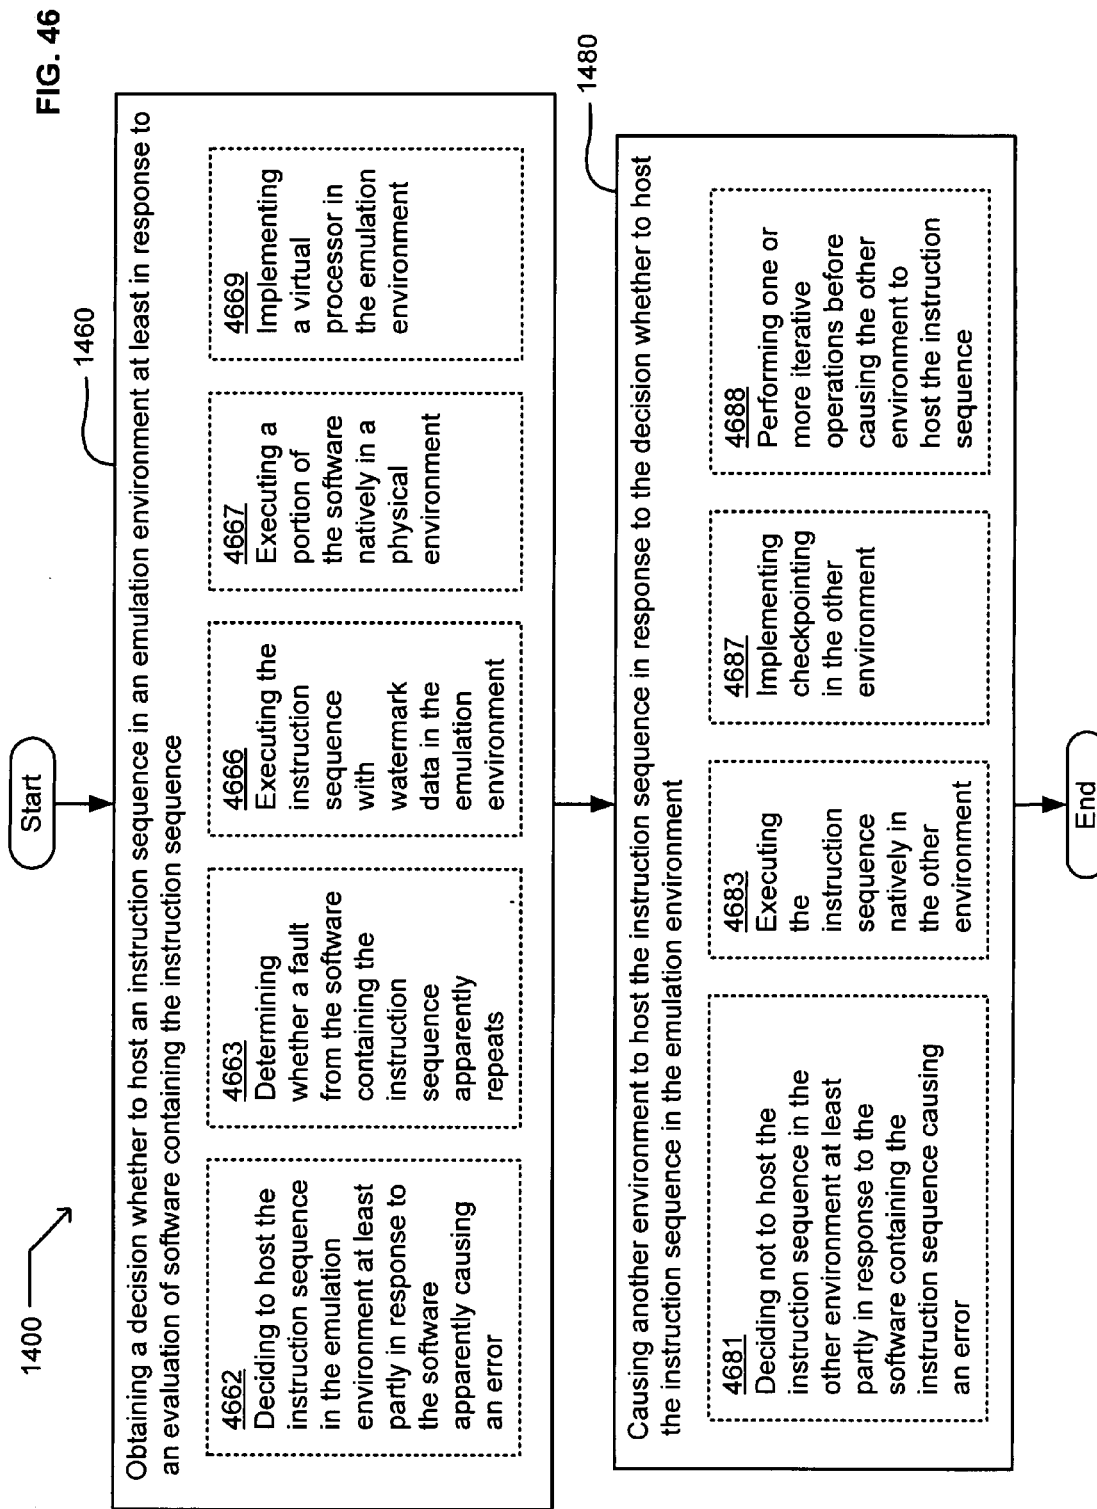 FIG. 46
1400
Start
1460
Obtaining a decision whether to host an instruction sequence in an emulation environment at least in response to
an evaluation of software containing the instruction sequence
4662
Deciding to host the
instruction sequence
in the emulation
environment at least
partly in response to
the software
apparently causing
an error
4663
Determining
whether a fault
from the software
containing the
instruction
sequence
apparently
repeats
4666
Executing the
instruction
sequence
with
watermark
data in the
emulation
environment
4667
Executing a
portion of
the software
natively in a
physical
environment
4669
Implementing
a virtual
processor in
the emulation
environment
1480
Causing another environment to host the instruction sequence in response to the decision whether to host
the instruction sequence in the emulation environment
4681
Deciding not to host the
instruction sequence in the
other environment at least
partly in response to the
software containing the
instruction sequence causing
an error
4683
Executing
the
instruction
sequence
natively in
the other
environment
4687
Implementing
checkpointing
in the other
environment
4688
Performing one or
more iterative
operations before
causing the other
environment to
host the instruction
sequence
End